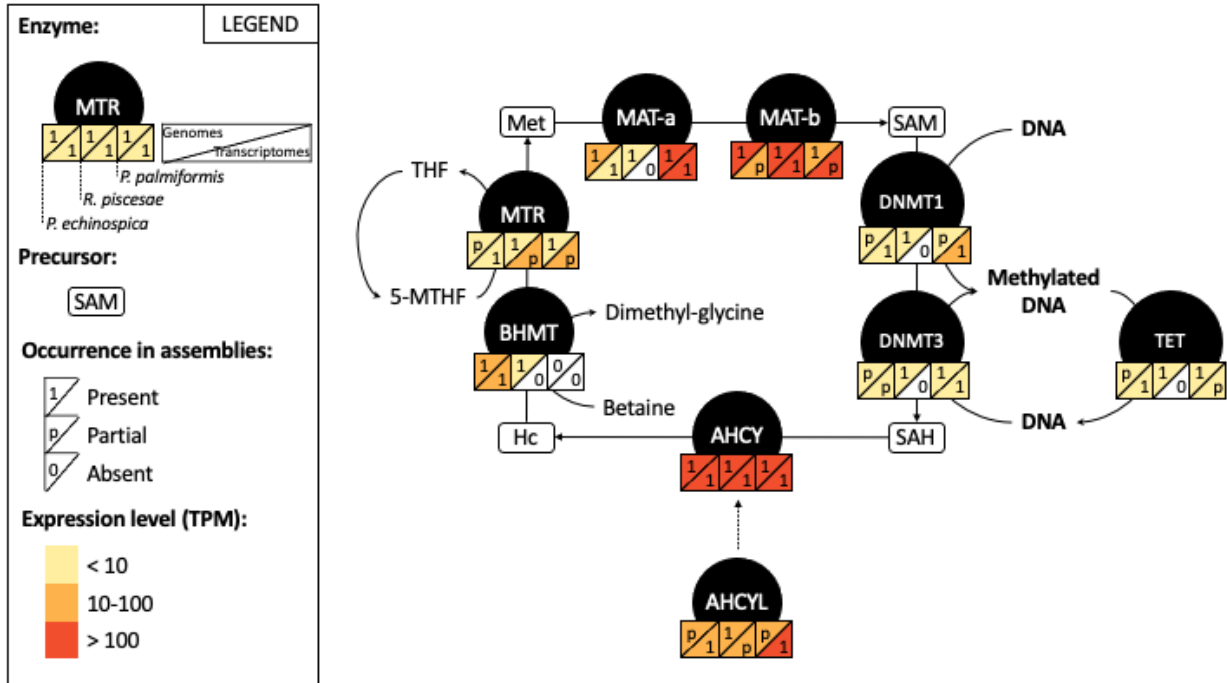 Enzyme:
LEGEND
MTR
1 1 1 1 1 1
Genomes
Transcriptomes
P. palmiformis
R. piscesae
P. echinospica
Precursor:
SAM
Occurrence in assemblies:
1 Present
p Partial
0 Absent
Expression level (TPM):
< 10
10-100
> 100
Met
MAT-a
1 1 1 0 1 1
MAT-b
1 p 1 1 1 p
SAM
DNA
THF
MTR
p 1 1 p 1 p
5-MTHF
DNMT1
p 1 1 0 p 1
Methylated
DNA
BHMT
1 1 1 0 0 0
Dimethyl-glycine
DNMT3
p p 1 0 1 1
TET
p 1 1 0 1 p
Betaine
DNA
Hc
AHCY
1 1 1 1 1 1
SAH
AHCYL
p 1 1 p p 1